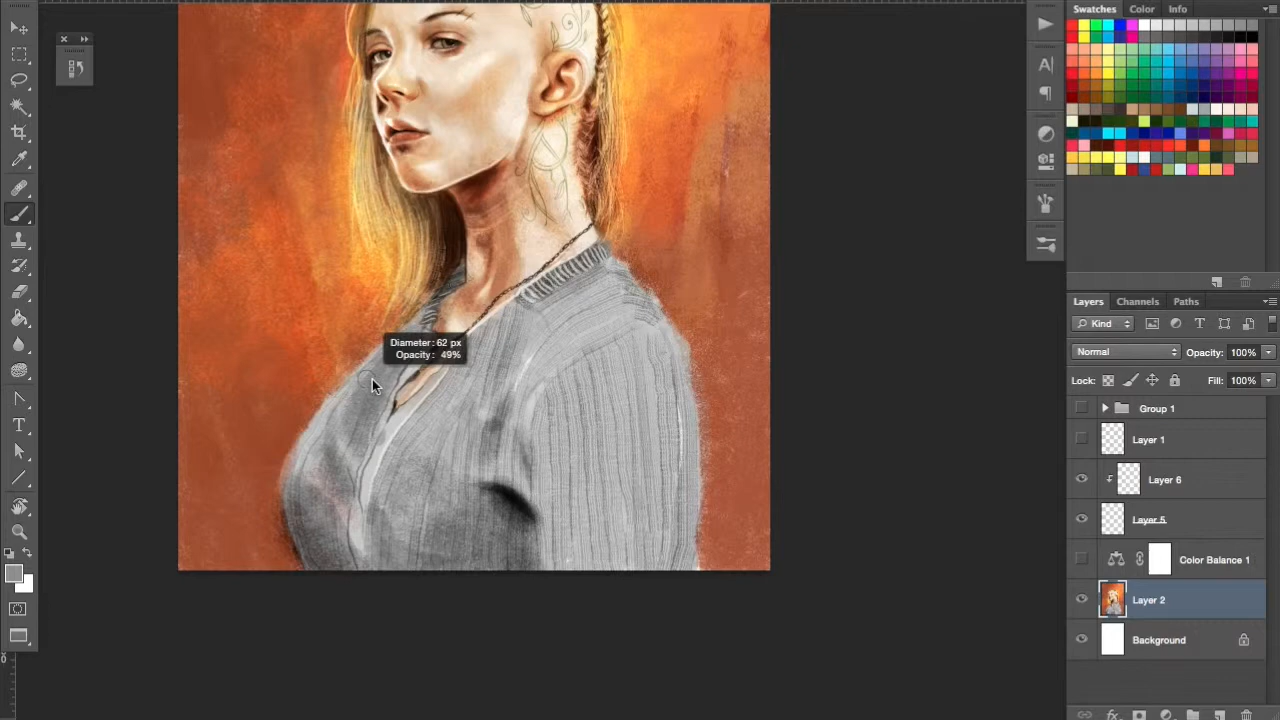 Swatches Color Info
Diameter: 62 px
Opacity: 49%
Layers Channels Paths
Kind
Normal Opacity: 100%
Lock: Fill: 100%
Group 1
Layer 1
Layer 6
Layer 5
Color Balance 1
Layer 2
Background